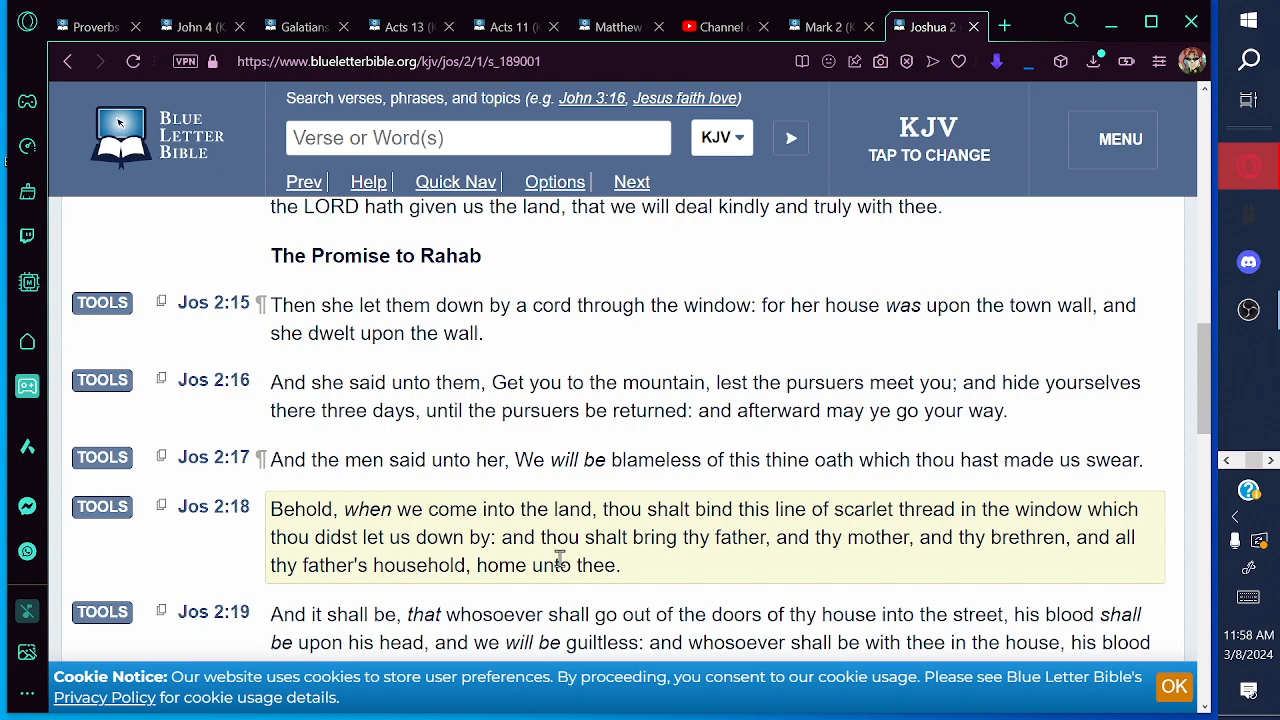 Proverbs
John 4 (K
Galatians
Acts 13 (
Acts 11 (
Matthew
Channel c
Mark 2 (K
Joshua 2
VPN
https://www.blueletterbible.org/kjv/jos/2/1/s_189001
BLUE
LETTER
BIBLE
Search verses, phrases, and topics (e.g. John 3:16, Jesus faith love)
Verse or Word(s)
KJV
Prev
Help
Quick Nav
Options
Next
KJV
TAP TO CHANGE
MENU
the LORD hath given us the land, that we will deal kindly and truly with thee.
The Promise to Rahab
TOOLS Jos 2:15 ¶ Then she let them down by a cord through the window: for her house was upon the town wall, and
she dwelt upon the wall.
TOOLS Jos 2:16 And she said unto them, Get you to the mountain, lest the pursuers meet you; and hide yourselves
there three days, until the pursuers be returned: and afterward may ye go your way.
TOOLS Jos 2:17 ¶ And the men said unto her, We will be blameless of this thine oath which thou hast made us swear.
TOOLS Jos 2:18 Behold, when we come into the land, thou shalt bind this line of scarlet thread in the window which
thou didst let us down by: and thou shalt bring thy father, and thy mother, and thy brethren, and all
thy father's household, home unto thee.
TOOLS Jos 2:19 And it shall be, that whosoever shall go out of the doors of thy house into the street, his blood shall
be upon his head, and we will be guiltless: and whosoever shall be with thee in the house, his blood
Cookie Notice: Our website uses cookies to store user preferences. By proceeding, you consent to our cookie usage. Please see Blue Letter Bible's
Privacy Policy for cookie usage details.
OK
11:58 AM
3/8/2024